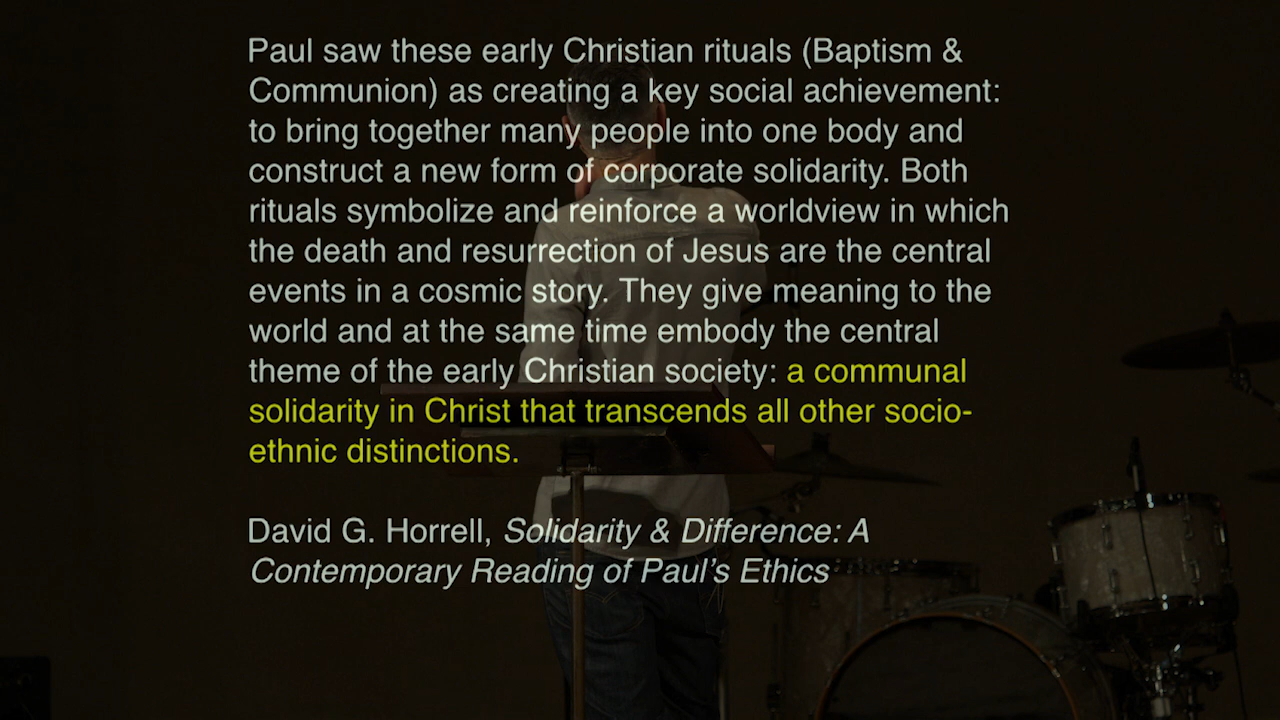 Paul saw these early Christian rituals (Baptism &
Communion) as creating a key social achievement:
to bring together many people into one body and
construct a new form of corporate solidarity. Both
rituals symbolize and reinforce a worldview in which
the death and resurrection of Jesus are the central
events in a cosmic story. They give meaning to the
world and at the same time embody the central
theme of the early Christian society: a communal
solidarity in Christ that transcends all other socio-
ethnic distinctions.
David G. Horrell, Solidarity & Difference: A
Contemporary Reading of Paul’s Ethics